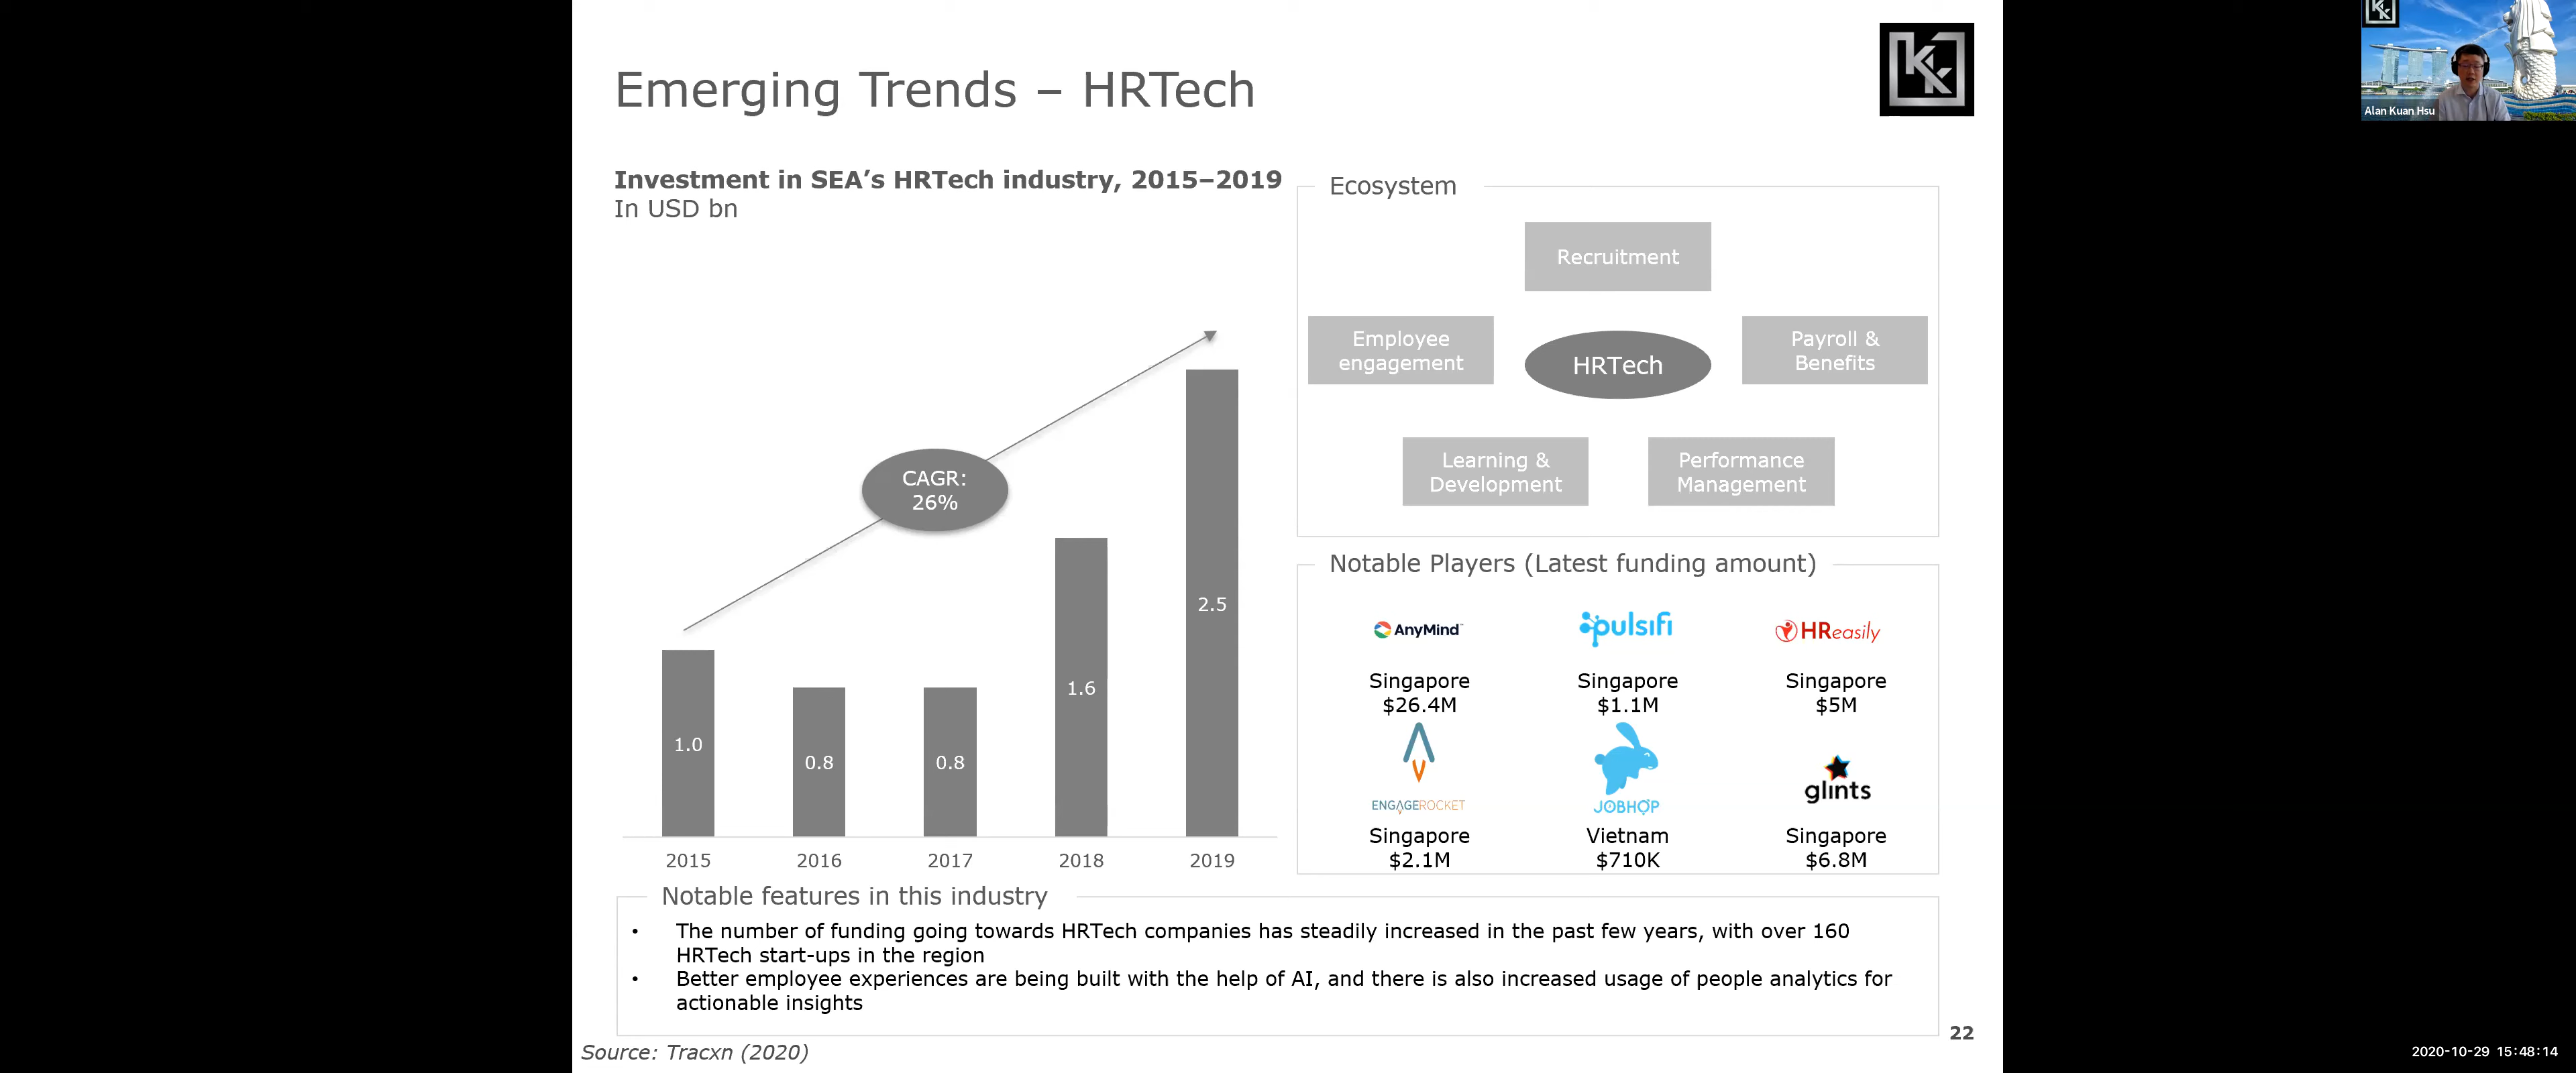 Emerging Trends – HRTech
KK
Investment in SEA’s HRTech industry, 2015–2019
In USD bn
CAGR:
26%
1.0
0.8
0.8
1.6
2.5
2015 2016 2017 2018 2019
Ecosystem
Recruitment
Employee
engagement
HRTech
Payroll &
Benefits
Learning &
Development
Performance
Management
Notable Players (Latest funding amount)
AnyMind™
Singapore
$26.4M
pulsifi
Singapore
$1.1M
HReasily
Singapore
$5M
ENGAGEROCKET
Singapore
$2.1M
JOBHOP
Vietnam
$710K
glints
Singapore
$6.8M
Notable features in this industry
• The number of funding going towards HRTech companies has steadily increased in the past few years, with over 160
HRTech start-ups in the region
• Better employee experiences are being built with the help of AI, and there is also increased usage of people analytics for
actionable insights
22
Source: Tracxn (2020)
KK
Alan Kuan Hsu
2020-10-29 15:48:14